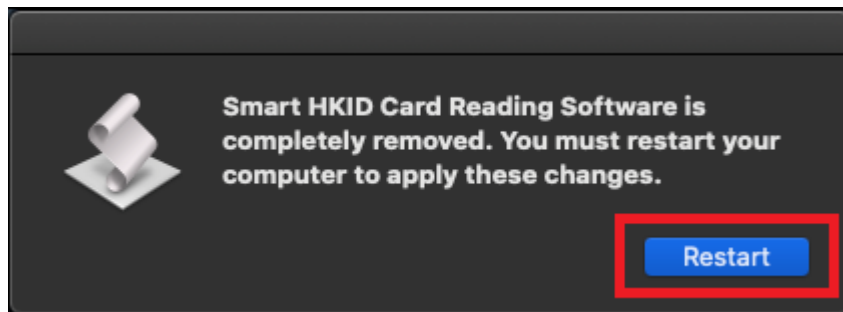 Smart HKID Card Reading Software is
completely removed. You must restart your
computer to apply these changes.
Restart